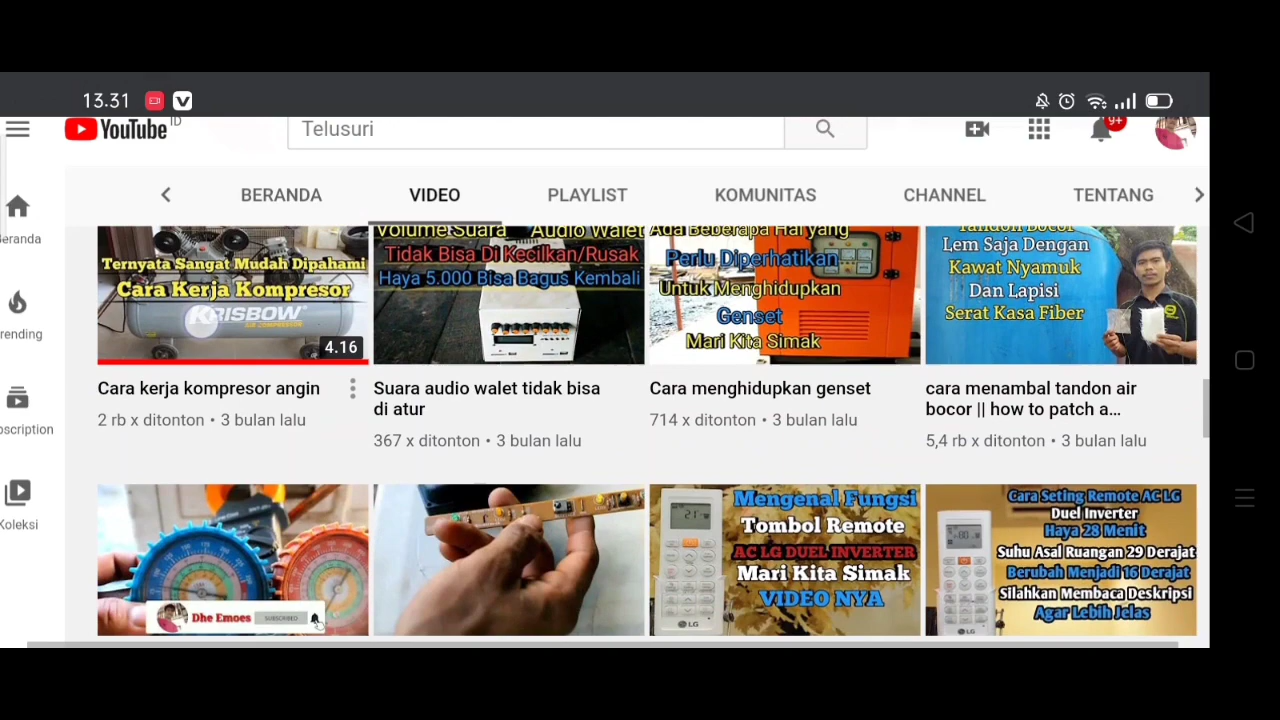 13.31
YouTube ID
Telusuri
9+
BERANDA VIDEO PLAYLIST KOMUNITAS CHANNEL TENTANG
eranda
rending
bscription
Koleksi
Ternyata Sangat Mudah Dipahami
Cara Kerja Kompresor
KRISBOW
4.16
Volume Suara Audio Walet
Tidak Bisa Di Kecilkan/Rusak
Haya 5.000 Bisa Bagus Kembali
Ada Beberapa Hal yang
Perlu Diperhatikan
Untuk Menghidupkan
Genset
Mari Kita Simak
Tandon Bocor
Lem Saja Dengan
Kawat Nyamuk
Dan Lapisi
Serat Kasa Fiber
Cara kerja kompresor angin
2 rb x ditonton • 3 bulan lalu
Suara audio walet tidak bisa
di atur
367 x ditonton • 3 bulan lalu
Cara menghidupkan genset
714 x ditonton • 3 bulan lalu
cara menambal tandon air
bocor || how to patch a...
5,4 rb x ditonton • 3 bulan lalu
Dhe Emoes
SUBSCRIBED
Mengenal Fungsi
Tombol Remote
AC LG DUEL INVERTER
Mari Kita Simak
VIDEO NYA
LG
Cara Seting Remote AC LG
Duel Inverter
Haya 28 Menit
Suhu Asal Ruangan 29 Derajat
Berubah Menjadi 16 Derajat
Silahkan Membaca Deskripsi
Agar Lebih Jelas
LG